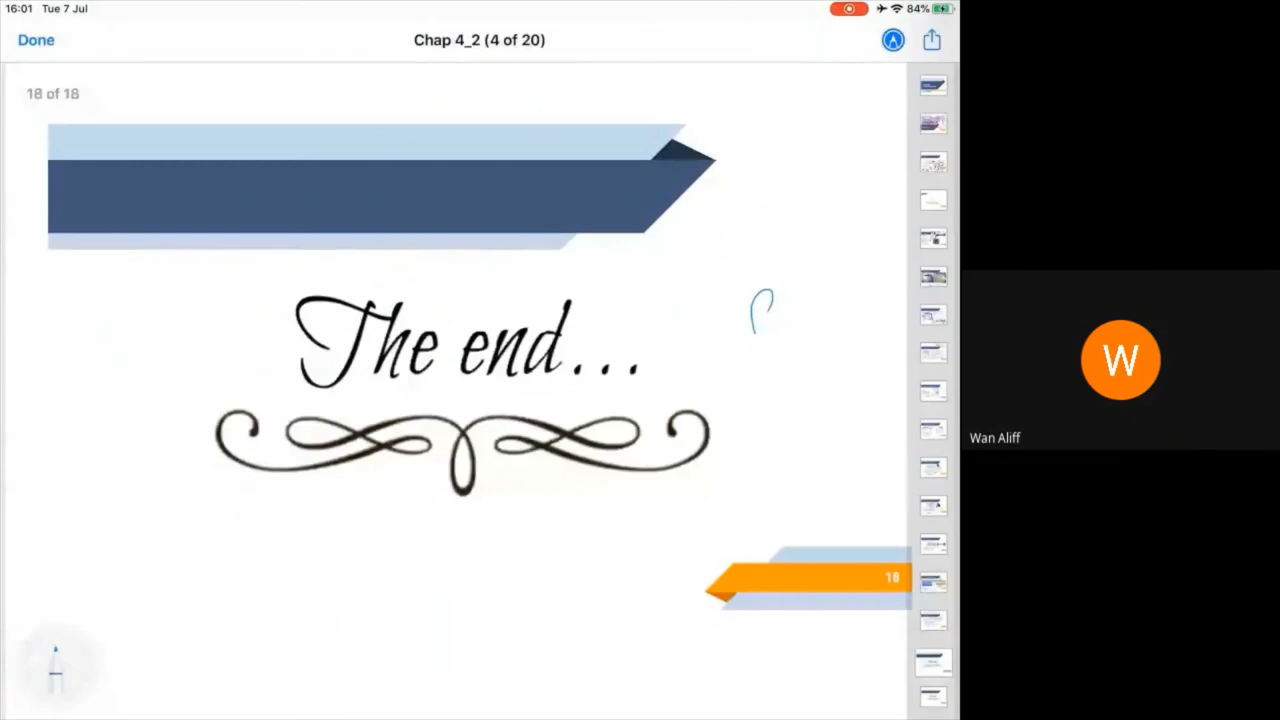 16:01 Tue 7 Jul
84%
Done
Chap 4_2 (4 of 20)
18 of 18
The end...
18
W
Wan Aliff